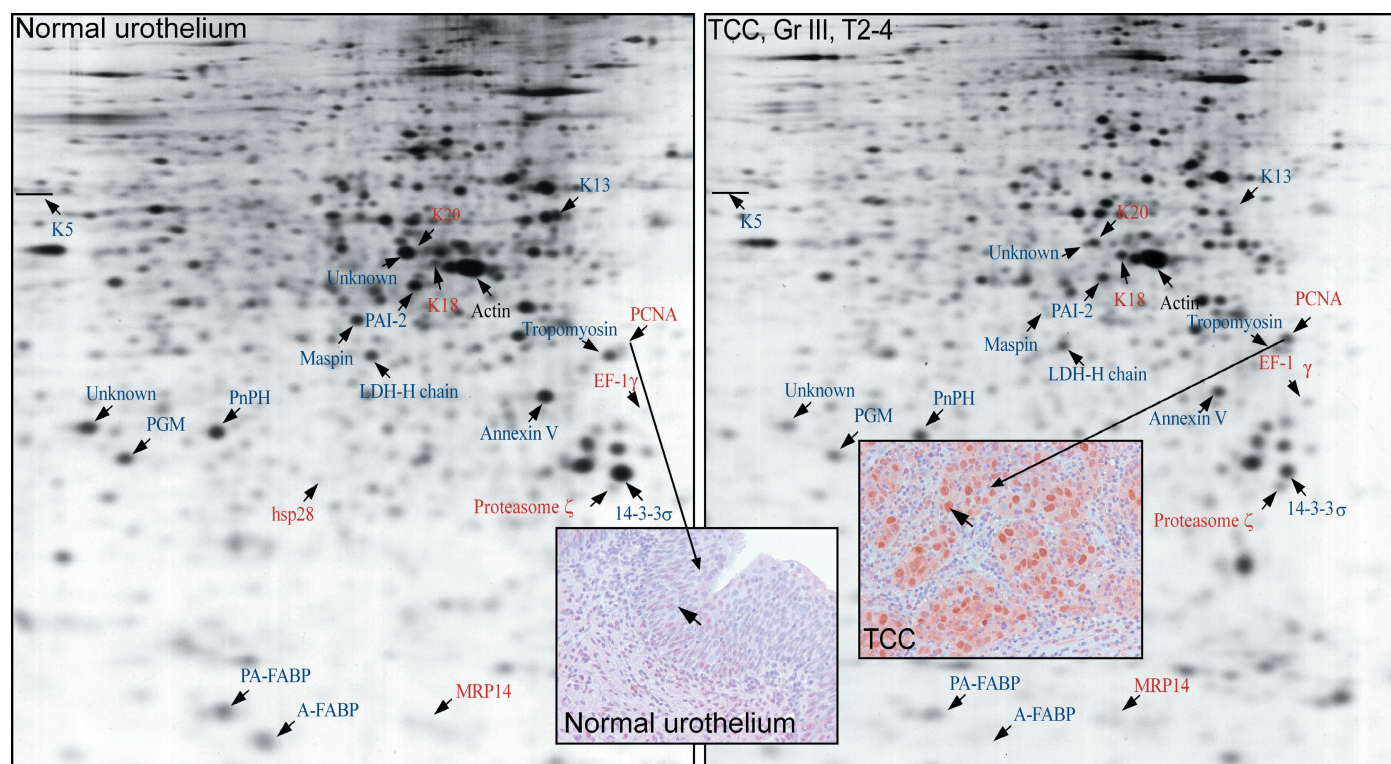 Normal urothelium
K13
K20
K5
Unknown
K18
Actin
PAI-2
PCNA
Tropomyosin
Maspin
LDH-H chain
EF-1γ
Unknown
PnPH
PGM
Annexin V
hsp28
Proteasome ζ
14-3-3σ
PA-FABP
MRP14
A-FABP
Normal urothelium
TCC, Gr III, T2-4
K13
K20
K5
Unknown
K18
Actin
PCNA
PAI-2
Tropomyosin
Maspin
LDH-H chain
EF-1 γ
Unknown
PnPH
PGM
Annexin V
14-3-3σ
Proteasome ζ
TCC
PA-FABP
MRP14
A-FABP